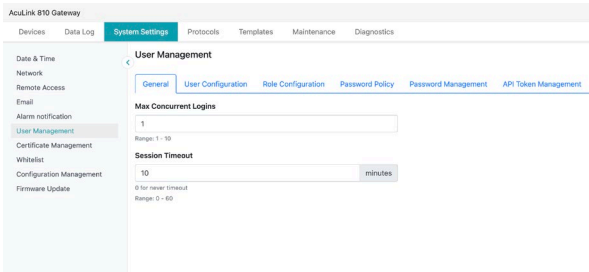 AcuLink 810 Gateway
Devices Data Log System Settings Protocols Templates Maintenance Diagnostics
Date & Time
Network
Remote Access
Email
Alarm notification
User Management
Certificate Management
Whitelist
Configuration Management
Firmware Update
User Management
General User Configuration Role Configuration Password Policy Password Management API Token Management
Max Concurrent Logins
1
Range: 1 - 10
Session Timeout
10 minutes
0 for never timeout
Range: 0 - 60